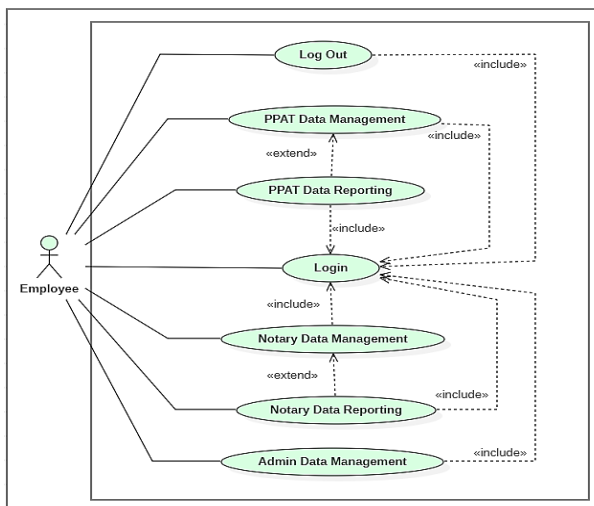 Log Out
«include»
PPAT Data Management
«include»
«extend»
PPAT Data Reporting
«include»
Login
Employee
«include»
Notary Data Management
«extend»
«include»
Notary Data Reporting
«include»
Admin Data Management